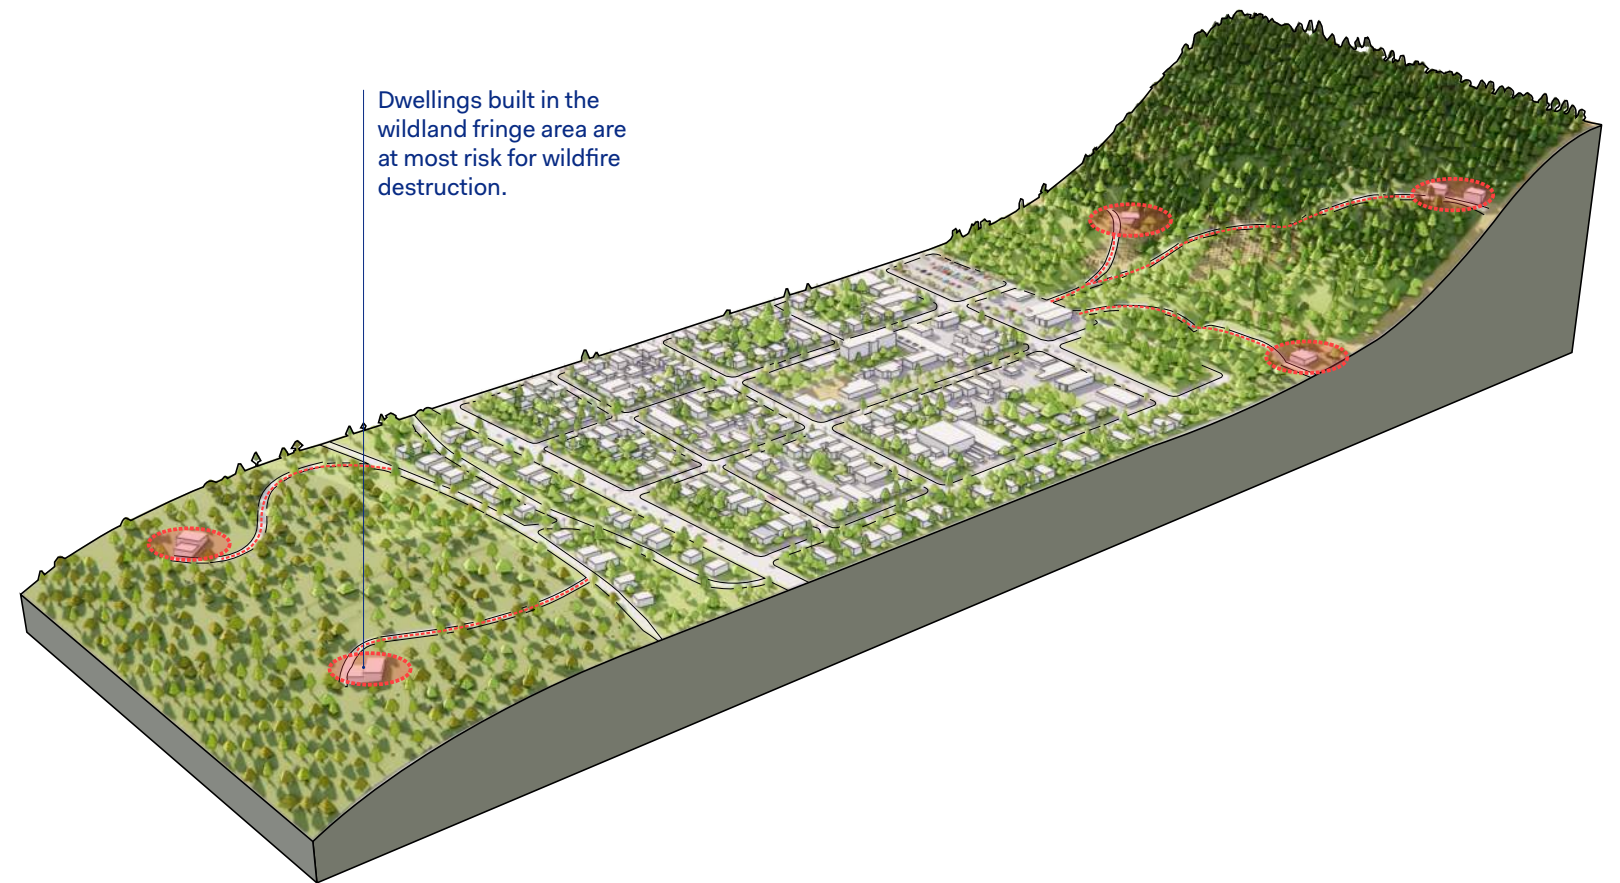 Dwellings built in the
wildland fringe area are
at most risk for wildfire
destruction.